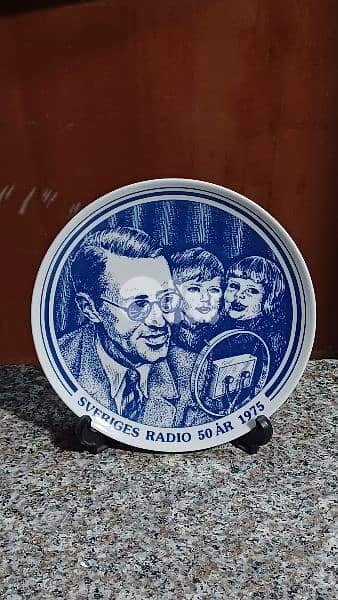 SVERIGES RADIO 50 ÅR 1975